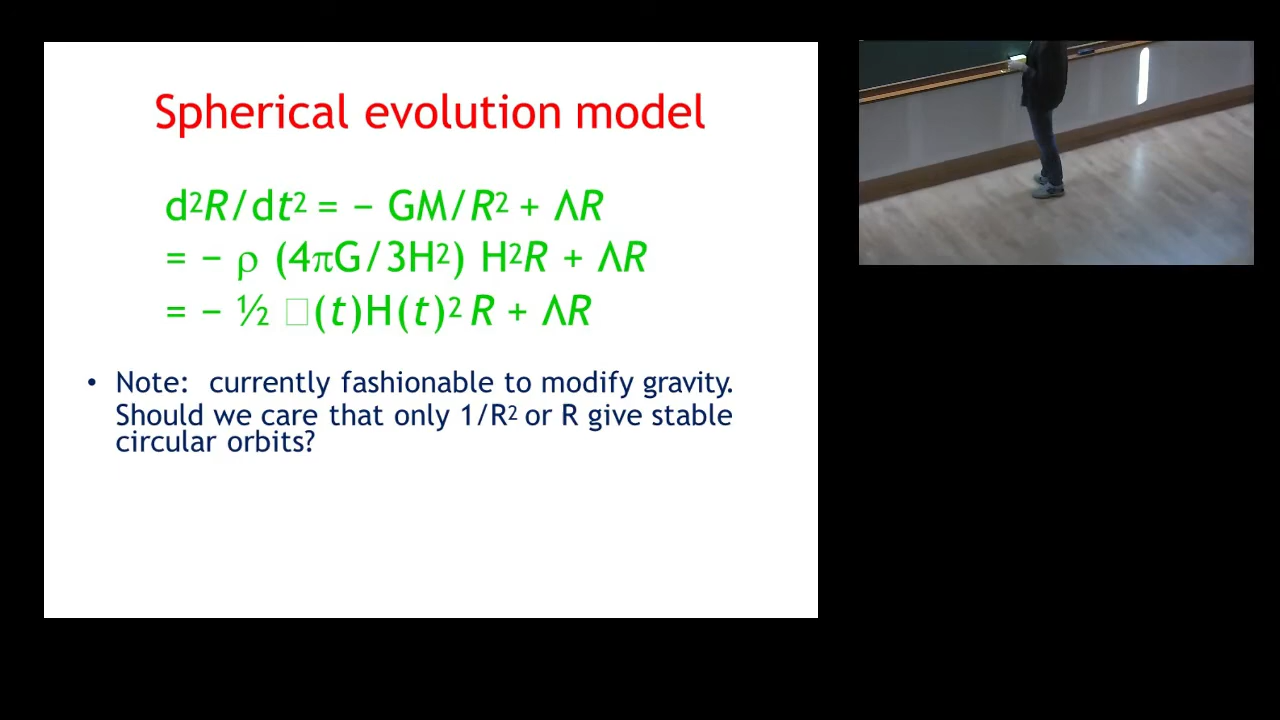 Spherical evolution model
d²R/dt² = − GM/R² + ΛR
= − ρ (4πG/3H²) H²R + ΛR
= − ½ □(t)H(t)² R + ΛR
• Note: currently fashionable to modify gravity.
Should we care that only 1/R² or R give stable
circular orbits?